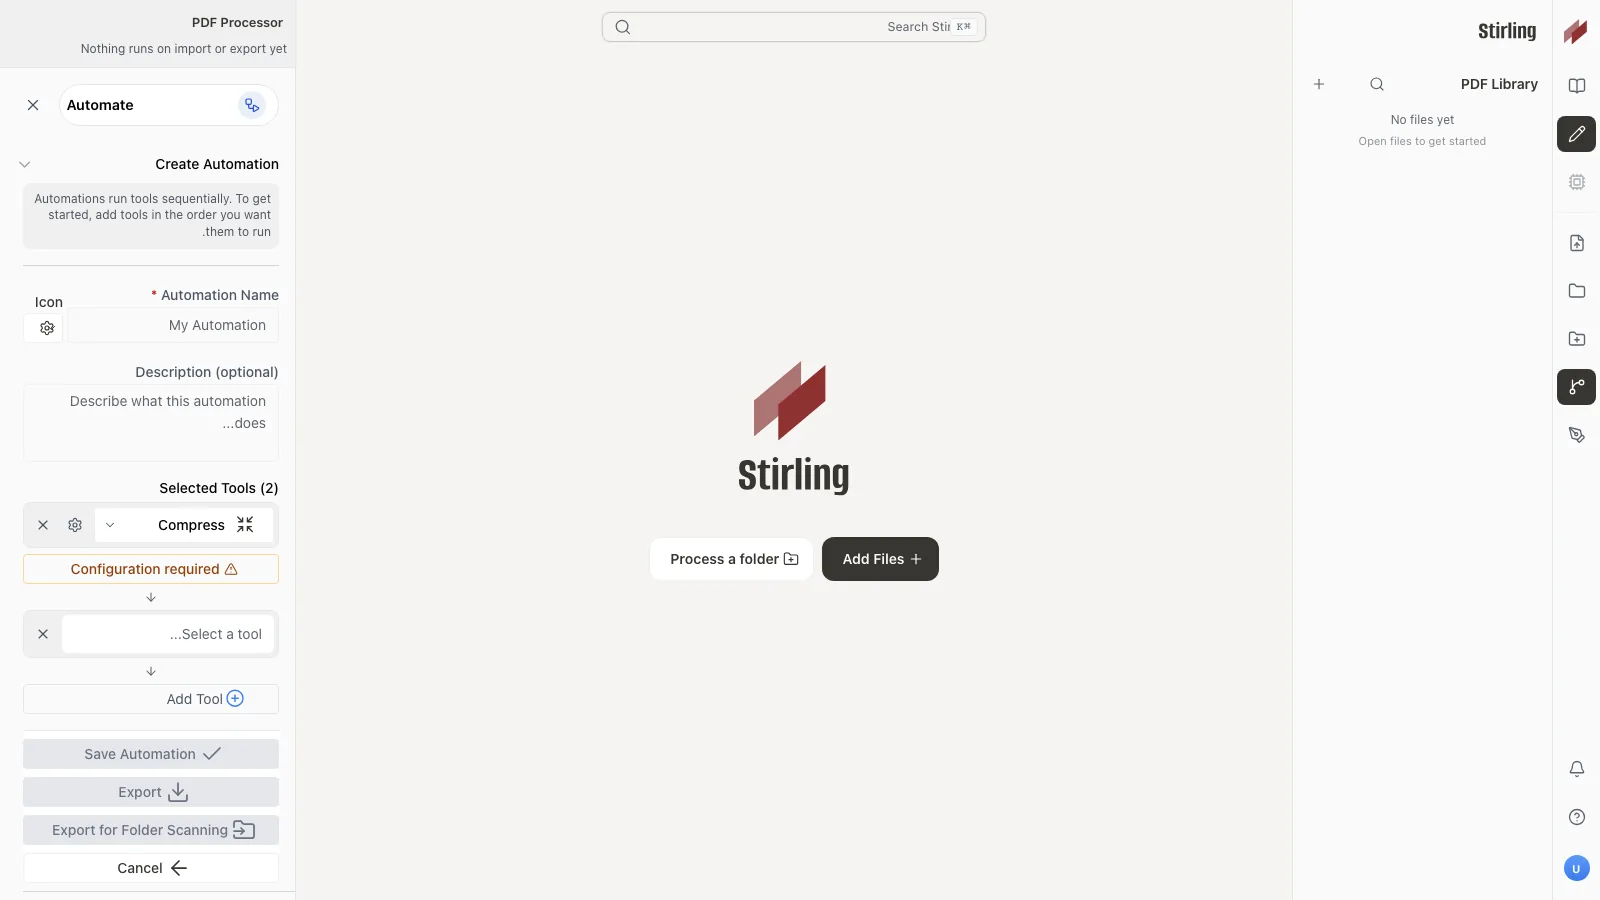 PDF Processor
Nothing runs on import or export yet
Automate
Create Automation
Automations run tools sequentially. To get
started, add tools in the order you want
.them to run
Icon
* Automation Name
My Automation
Description (optional)
Describe what this automation
...does
Selected Tools (2)
Compress
Configuration required
...Select a tool
Add Tool
Save Automation
Export
Export for Folder Scanning
Cancel
Search Stir
K⌘
Stirling
Process a folder
Add Files
Stirling
PDF Library
No files yet
Open files to get started
U